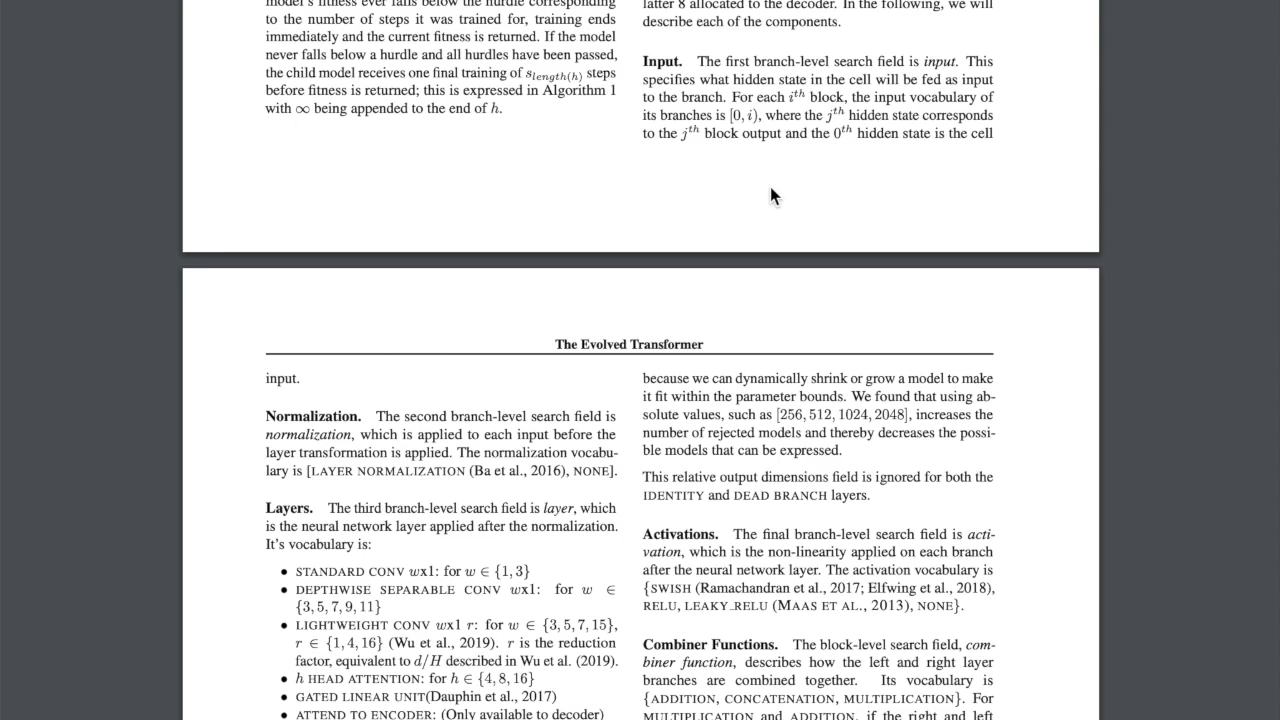 model's fitness ever falls below the hurdle corresponding
to the number of steps it was trained for, training ends
immediately and the current fitness is returned. If the model
never falls below a hurdle and all hurdles have been passed,
the child model receives one final training of s_length(h) steps
before fitness is returned; this is expressed in Algorithm 1
with ∞ being appended to the end of h.
latter 8 allocated to the decoder. In the following, we will
describe each of the components.
Input. The first branch-level search field is input. This
specifies what hidden state in the cell will be fed as input
to the branch. For each i^th block, the input vocabulary of
its branches is [0, i), where the j^th hidden state corresponds
to the j^th block output and the 0^th hidden state is the cell
The Evolved Transformer
input.
Normalization. The second branch-level search field is
normalization, which is applied to each input before the
layer transformation is applied. The normalization vocabu-
lary is [LAYER NORMALIZATION (Ba et al., 2016), NONE].
Layers. The third branch-level search field is layer, which
is the neural network layer applied after the normalization.
It's vocabulary is:
• STANDARD CONV wx1: for w ∈ {1, 3}
• DEPTHWISE SEPARABLE CONV wx1: for w ∈
{3, 5, 7, 9, 11}
• LIGHTWEIGHT CONV wx1 r: for w ∈ {3, 5, 7, 15},
r ∈ {1, 4, 16} (Wu et al., 2019). r is the reduction
factor, equivalent to d/H described in Wu et al. (2019).
• h HEAD ATTENTION: for h ∈ {4, 8, 16}
• GATED LINEAR UNIT(Dauphin et al., 2017)
• ATTEND TO ENCODER: (Only available to decoder)
because we can dynamically shrink or grow a model to make
it fit within the parameter bounds. We found that using ab-
solute values, such as [256, 512, 1024, 2048], increases the
number of rejected models and thereby decreases the possi-
ble models that can be expressed.
This relative output dimensions field is ignored for both the
IDENTITY and DEAD BRANCH layers.
Activations. The final branch-level search field is acti-
vation, which is the non-linearity applied on each branch
after the neural network layer. The activation vocabulary is
{SWISH (Ramachandran et al., 2017; Elfwing et al., 2018),
RELU, LEAKY_RELU (MAAS ET AL., 2013), NONE}.
Combiner Functions. The block-level search field, com-
biner function, describes how the left and right layer
branches are combined together. Its vocabulary is
{ADDITION, CONCATENATION, MULTIPLICATION}. For
MULTIPLICATION and ADDITION, if the right and left